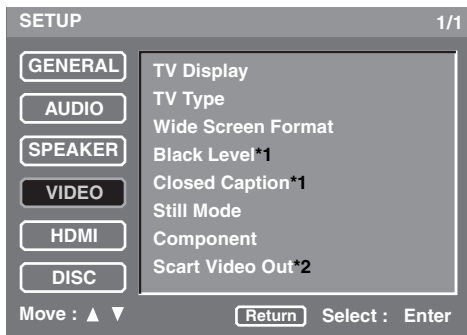 SETUP 1/1
GENERAL
AUDIO
SPEAKER
VIDEO
HDMI
DISC
TV Display
TV Type
Wide Screen Format
Black Level*1
Closed Caption*1
Still Mode
Component
Scart Video Out*2
Move : ▲ ▼ Return Select : Enter